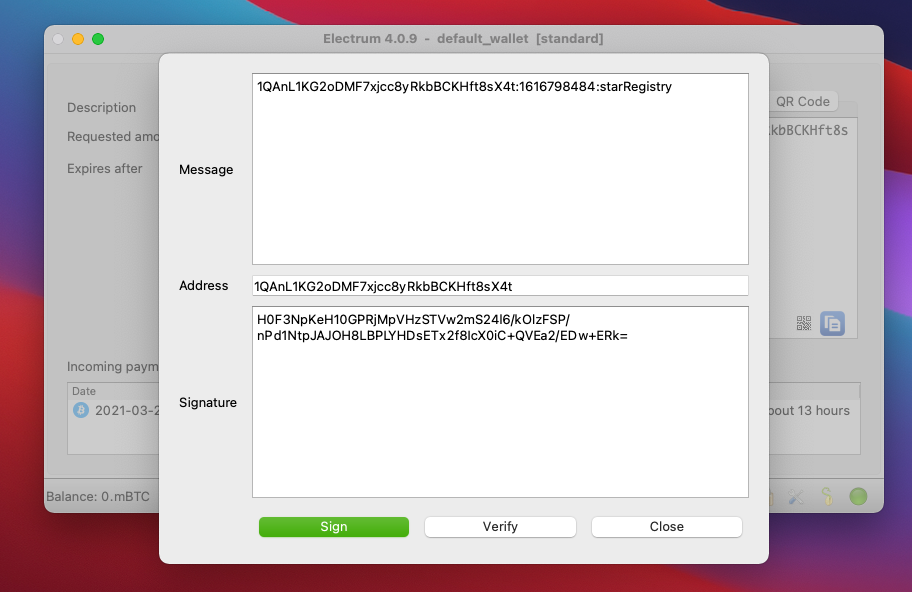 Electrum 4.0.9 - default_wallet [standard]
1QAnL1KG2oDMF7xjcc8yRkbBCKHft8sX4t:1616798484:starRegistry
QR Code
Description
kbBCKHft8s
Requested amo
Expires after
Message
Address
1QAnL1KG2oDMF7xjcc8yRkbBCKHft8sX4t
H0F3NpKeH10GPRjMpVHzSTVw2mS24l6/kOIzFSP/
nPd1NtpJAJOH8LBPLYHDsETx2f8lcX0iC+QVEa2/EDw+ERk=
Incoming paym
Date
Signature
2021-03-2
bout 13 hours
Balance: 0.mBTC
Sign
Verify
Close